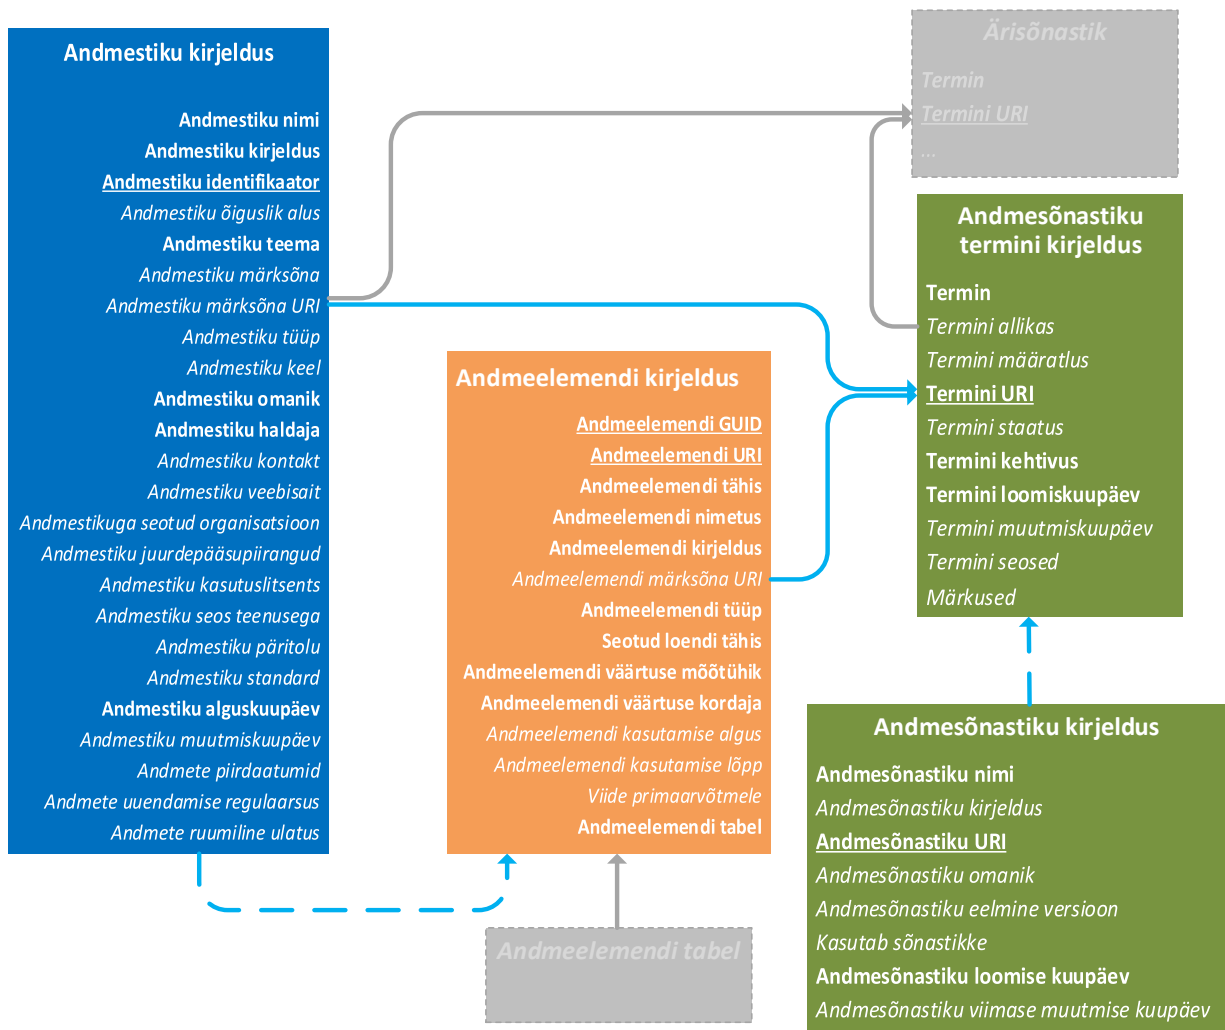 Andmestiku kirjeldus
Andmestiku nimi
Andmestiku kirjeldus
Andmestiku identifikaator
Andmestiku õiguslik alus
Andmestiku teema
Andmestiku märksõna
Andmestiku märksõna URI
Andmestiku tüüp
Andmestiku keel
Andmestiku omanik
Andmestiku haldaja
Andmestiku kontakt
Andmestiku veebisait
Andmestikuga seotud organisatsioon
Andmestiku juurdepääsupiirangud
Andmestiku kasutuslitsents
Andmestiku seos teenusega
Andmestiku päritolu
Andmestiku standard
Andmestiku alguskuupäev
Andmestiku muutmiskuupäev
Andmete piirdaatumid
Andmete uuendamise regulaarsus
Andmete ruumiline ulatus
Andmeelemendi kirjeldus
Andmeelemendi GUID
Andmeelemendi URI
Andmeelemendi tähis
Andmeelemendi nimetus
Andmeelemendi kirjeldus
Andmeelemendi märksõna URI
Andmeelemendi tüüp
Seotud loendi tähis
Andmeelemendi väärtuse mõõtühik
Andmeelemendi väärtuse kordaja
Andmeelemendi kasutamise algus
Andmeelemendi kasutamise lõpp
Viide primaarvõtmele
Andmeelemendi tabel
Andmeelemendi tabel
Ärisõnastik
Termin
Termini URI
...
Andmesõnastiku
termini kirjeldus
Termin
Termini allikas
Termini määratlus
Termini URI
Termini staatus
Termini kehtivus
Termini loomiskuupäev
Termini muutmiskuupäev
Termini seosed
Märkused
Andmesõnastiku kirjeldus
Andmesõnastiku nimi
Andmesõnastiku kirjeldus
Andmesõnastiku URI
Andmesõnastiku omanik
Andmesõnastiku eelmine versioon
Kasutab sõnastikke
Andmesõnastiku loomise kuupäev
Andmesõnastiku viimase muutmise kuupäev